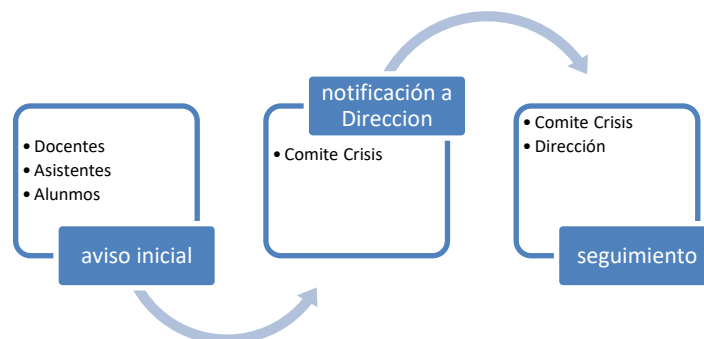 • Docentes
• Asistentes
• Alunmos
aviso inicial
notificación a
Direccion
• Comite Crisis
• Comite Crisis
• Dirección
seguimiento